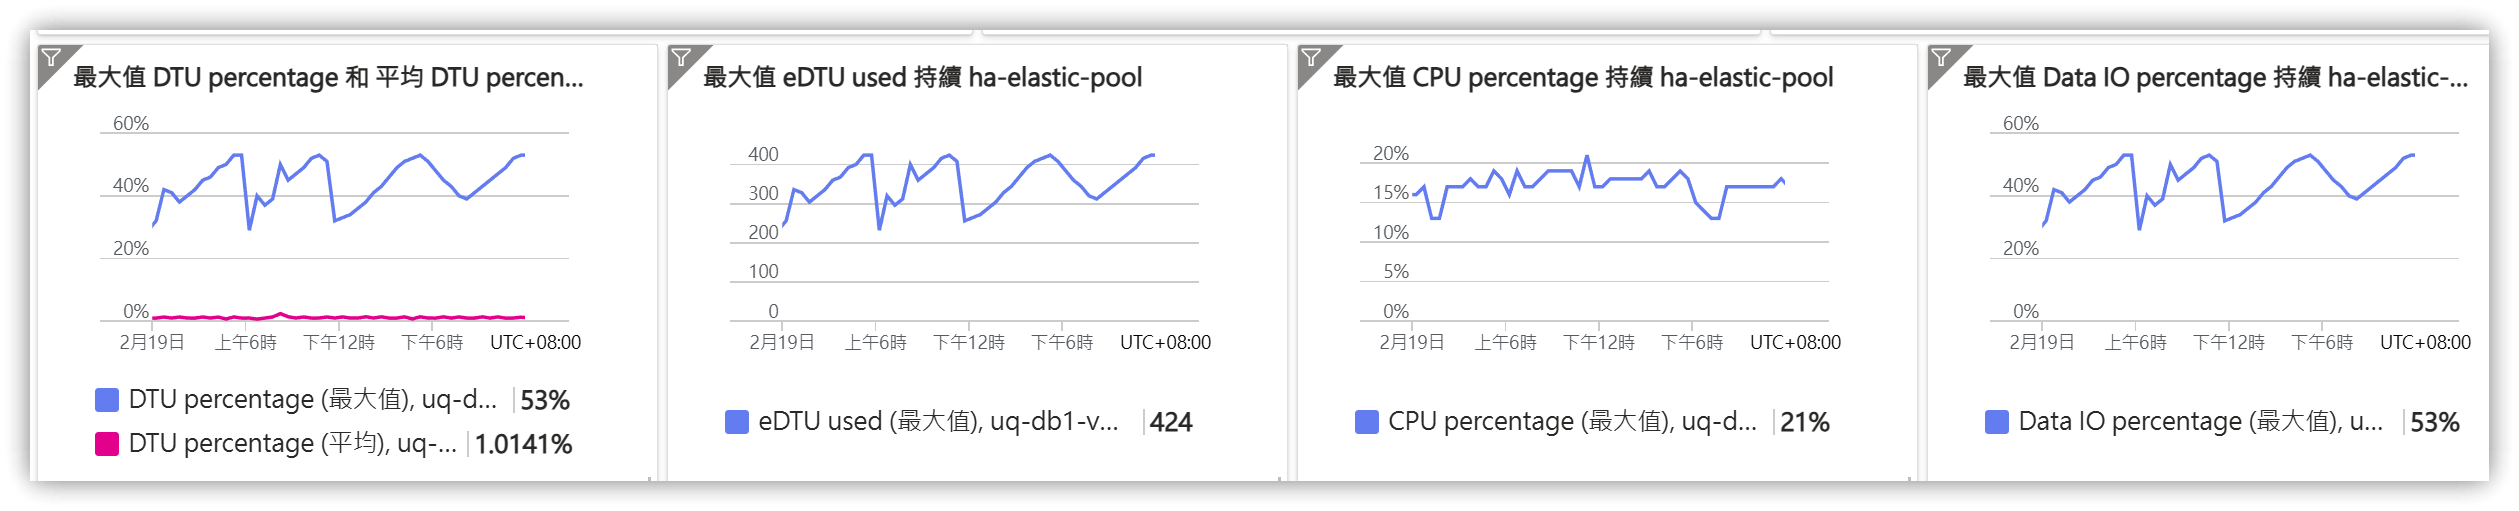 最大值 DTU percentage 和 平均 DTU percen...
60%
40%
20%
0%
2月19日 上午6時 下午12時 下午6時 UTC+08:00
DTU percentage (最大值), uq-d... 53%
DTU percentage (平均), uq-... 1.0141%
最大值 eDTU used 持續 ha-elastic-pool
400
300
200
100
0
2月19日 上午6時 下午12時 下午6時 UTC+08:00
eDTU used (最大值), uq-db1-v... 424
最大值 CPU percentage 持續 ha-elastic-pool
20%
15%
10%
5%
0%
2月19日 上午6時 下午12時 下午6時 UTC+08:00
CPU percentage (最大值), uq-d... 21%
最大值 Data IO percentage 持續 ha-elastic-...
60%
40%
20%
0%
2月19日 上午6時 下午12時 下午6時 UTC+08:00
Data IO percentage (最大值), u... 53%